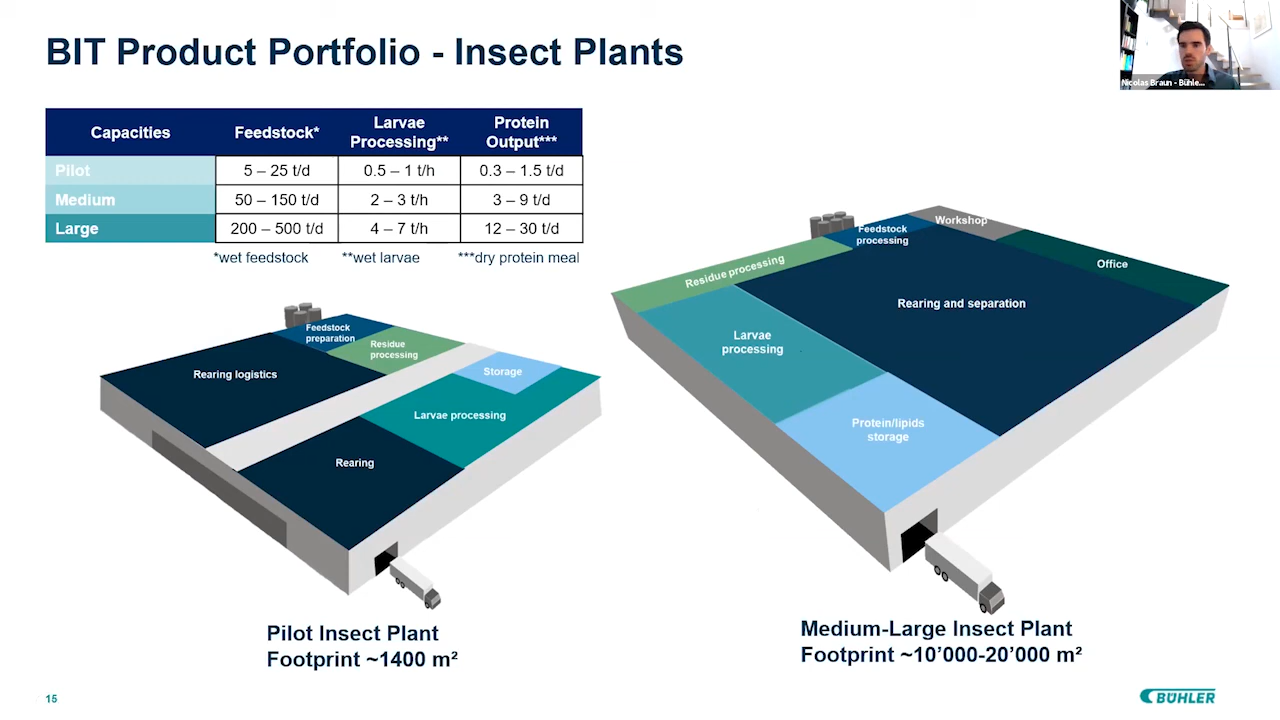 BIT Product Portfolio - Insect Plants
Nicolas Braun - Bühle...
Capacities Feedstock* Larvae Processing** Protein Output***
Pilot 5 – 25 t/d 0.5 – 1 t/h 0.3 – 1.5 t/d
Medium 50 – 150 t/d 2 – 3 t/h 3 – 9 t/d
Large 200 – 500 t/d 4 – 7 t/h 12 – 30 t/d
*wet feedstock **wet larvae ***dry protein meal
Feedstock
preparation
Residue
processing
Rearing logistics
Storage
Larvae processing
Rearing
Pilot Insect Plant
Footprint ~1400 m²
Workshop
Feedstock
processing
Office
Residue processing
Rearing and separation
Larvae
processing
Protein/lipids
storage
Medium-Large Insect Plant
Footprint ~10’000-20’000 m²
15
BÜHLER